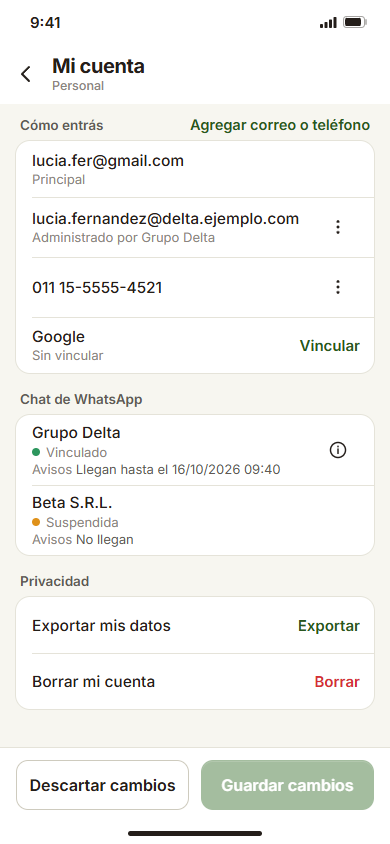 9:41
Mi cuenta
Personal
Cómo entrás
Agregar correo o teléfono
lucia.fer@gmail.com
Principal
lucia.fernandez@delta.ejemplo.com
Administrado por Grupo Delta
011 15-5555-4521
Google
Sin vincular
Vincular
Chat de WhatsApp
Grupo Delta
Vinculado
Avisos Llegan hasta el 16/10/2026 09:40
Beta S.R.L.
Suspendida
Avisos No llegan
Privacidad
Exportar mis datos
Exportar
Borrar mi cuenta
Borrar
Descartar cambios
Guardar cambios